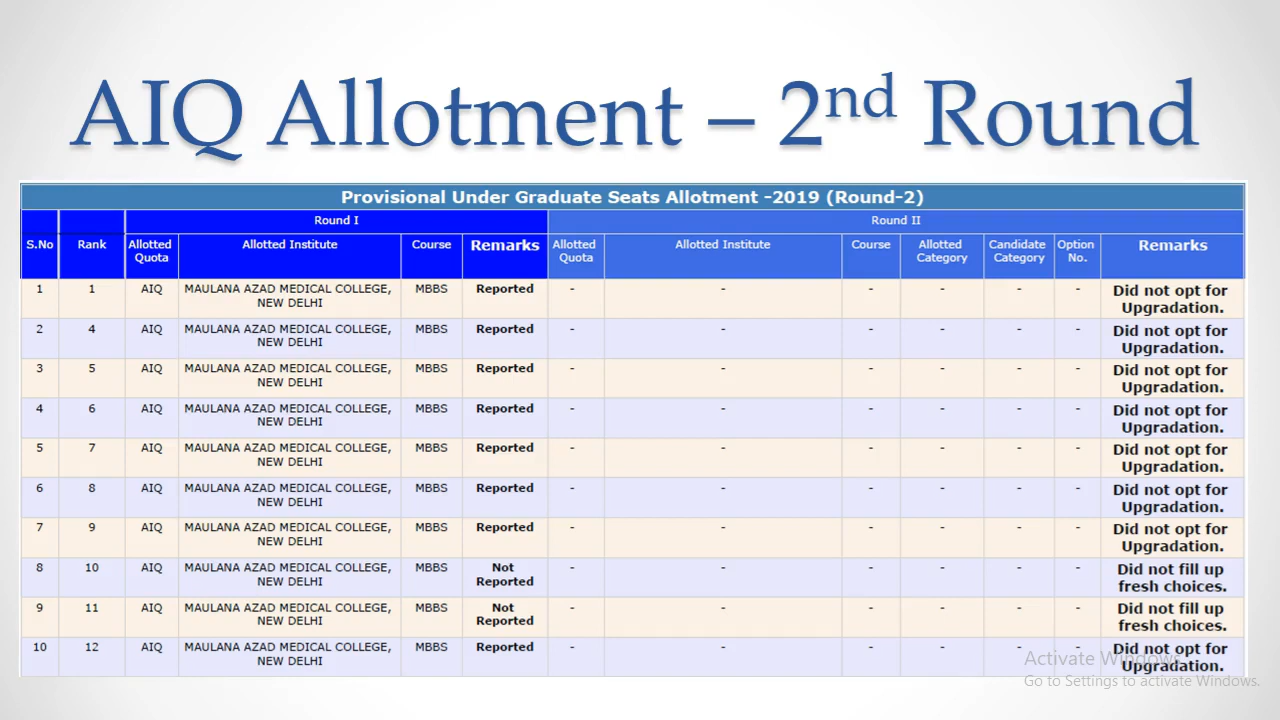 AIQ Allotment – 2nd Round
Provisional Under Graduate Seats Allotment -2019 (Round-2)
Round I Round II
S.No Rank Allotted Quota Allotted Institute Course Remarks Allotted Quota Allotted Institute Course Allotted Category Candidate Category Option No. Remarks
1 1 AIQ MAULANA AZAD MEDICAL COLLEGE, NEW DELHI MBBS Reported - - - - - - Did not opt for Upgradation.
2 4 AIQ MAULANA AZAD MEDICAL COLLEGE, NEW DELHI MBBS Reported - - - - - - Did not opt for Upgradation.
3 5 AIQ MAULANA AZAD MEDICAL COLLEGE, NEW DELHI MBBS Reported - - - - - - Did not opt for Upgradation.
4 6 AIQ MAULANA AZAD MEDICAL COLLEGE, NEW DELHI MBBS Reported - - - - - - Did not opt for Upgradation.
5 7 AIQ MAULANA AZAD MEDICAL COLLEGE, NEW DELHI MBBS Reported - - - - - - Did not opt for Upgradation.
6 8 AIQ MAULANA AZAD MEDICAL COLLEGE, NEW DELHI MBBS Reported - - - - - - Did not opt for Upgradation.
7 9 AIQ MAULANA AZAD MEDICAL COLLEGE, NEW DELHI MBBS Reported - - - - - - Did not opt for Upgradation.
8 10 AIQ MAULANA AZAD MEDICAL COLLEGE, NEW DELHI MBBS Not Reported - - - - - - Did not fill up fresh choices.
9 11 AIQ MAULANA AZAD MEDICAL COLLEGE, NEW DELHI MBBS Not Reported - - - - - - Did not fill up fresh choices.
10 12 AIQ MAULANA AZAD MEDICAL COLLEGE, NEW DELHI MBBS Reported - - - - - - Did not opt for Upgradation.
Activate Windows
Go to Settings to activate Windows.